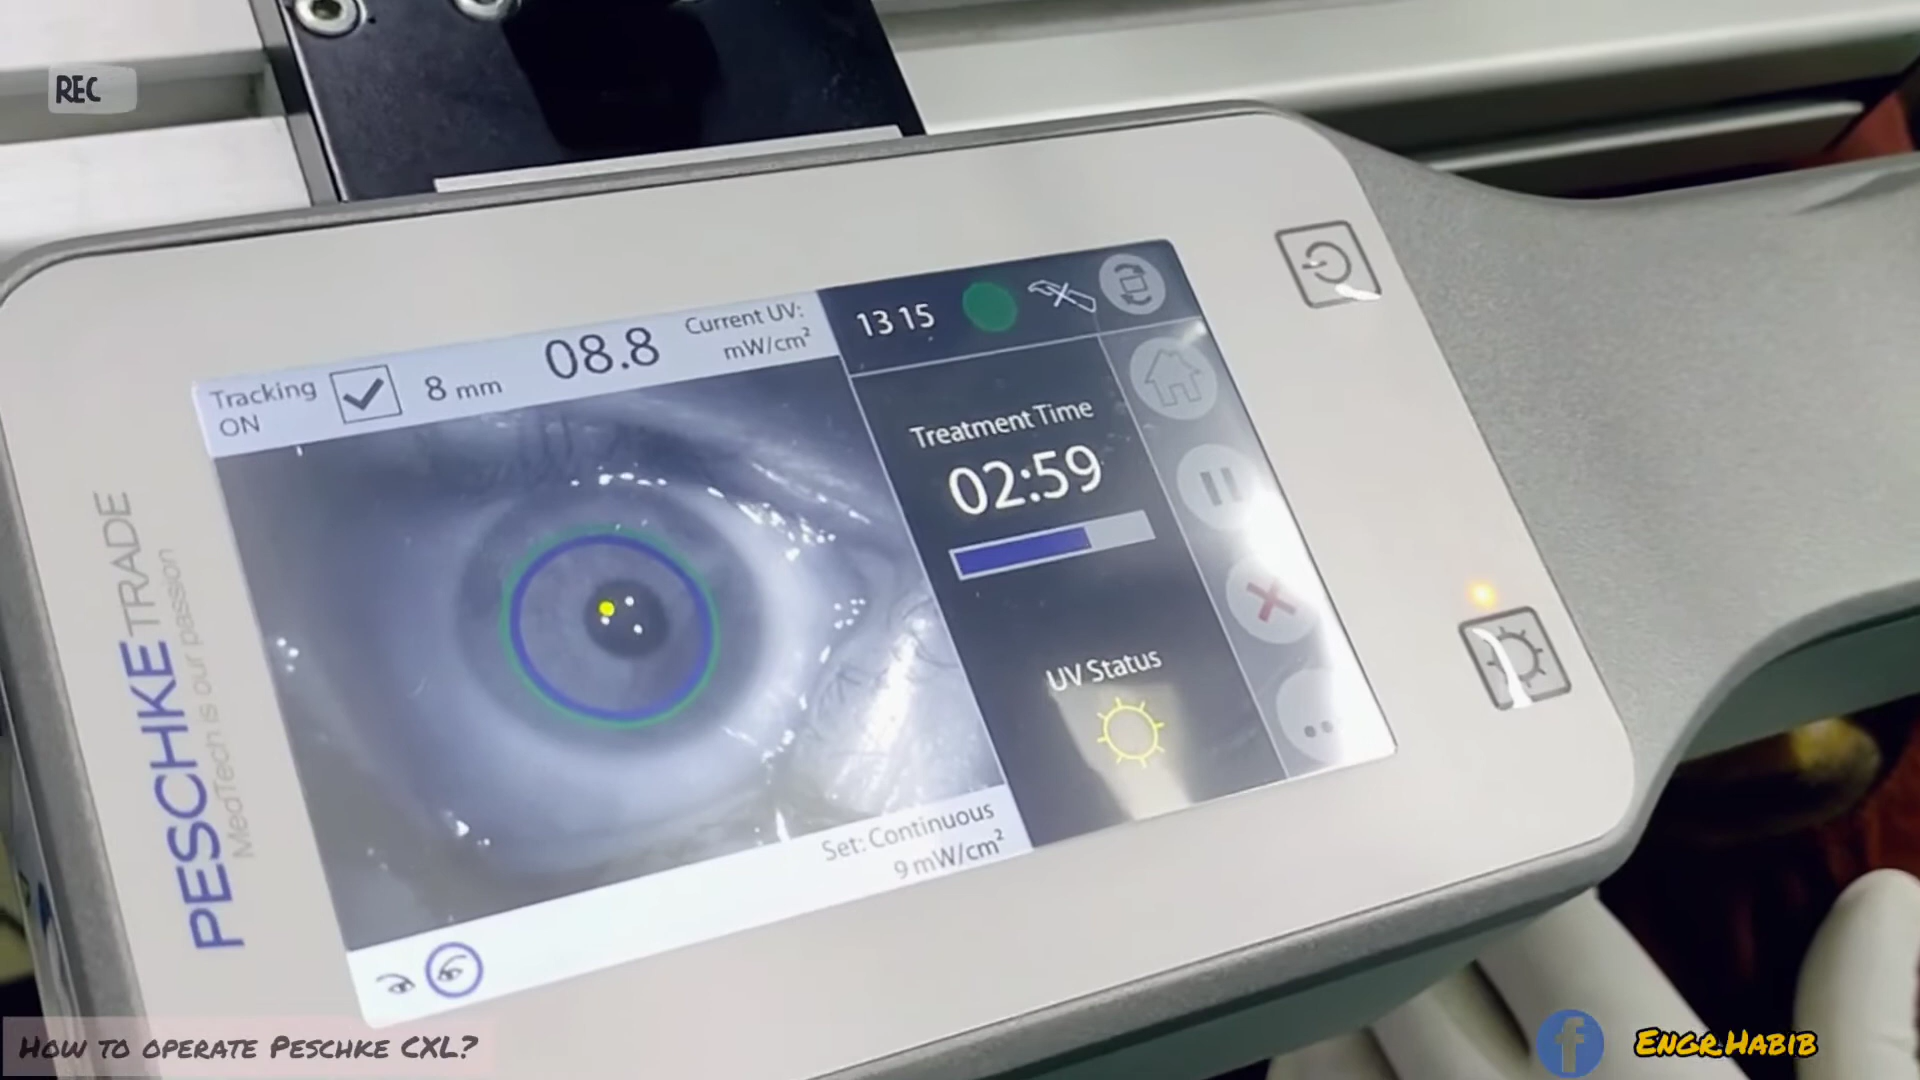 REC
Tracking
ON
8 mm
08.8
Current UV:
mW/cm²
13 15
Treatment Time
02:59
UV Status
Set: Continuous
9 mW/cm²
PESCHKE TRADE
MedTech is our passion
How to operate Peschke CXL?
Engr.Habib